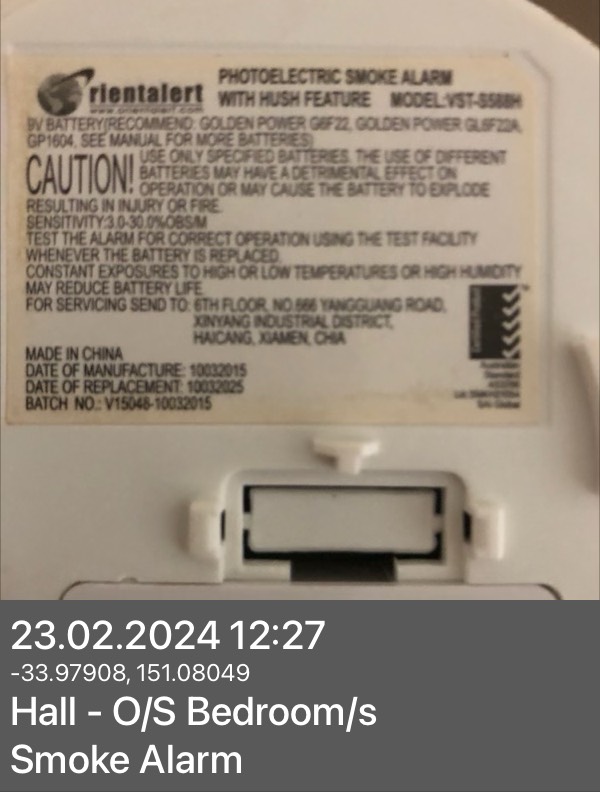 rientalert
www.orientalert.com
PHOTOELECTRIC SMOKE ALARM
WITH HUSH FEATURE MODEL:VST-S588H
9V BATTERY(RECOMMEND: GOLDEN POWER G6F22, GOLDEN POWER GL6F22A,
GP1604, SEE MANUAL FOR MORE BATTERIES)
CAUTION! USE ONLY SPECIFIED BATTERIES. THE USE OF DIFFERENT
BATTERIES MAY HAVE A DETRIMENTAL EFFECT ON
OPERATION OR MAY CAUSE THE BATTERY TO EXPLODE
RESULTING IN INJURY OR FIRE.
SENSITIVITY:3.0-30.0%OBS/M
TEST THE ALARM FOR CORRECT OPERATION USING THE TEST FACILITY
WHENEVER THE BATTERY IS REPLACED.
CONSTANT EXPOSURES TO HIGH OR LOW TEMPERATURES OR HIGH HUMIDITY
MAY REDUCE BATTERY LIFE.
FOR SERVICING SEND TO: 6TH FLOOR, NO.666 YANGGUANG ROAD,
XINYANG INDUSTRIAL DISTRICT,
HAICANG, XIAMEN, CHIA
MADE IN CHINA
DATE OF MANUFACTURE: 10032015
DATE OF REPLACEMENT: 10032025
BATCH NO.: V15048-10032015
Australian
Standard
23.02.2024 12:27
-33.97908, 151.08049
Hall - O/S Bedroom/s
Smoke Alarm